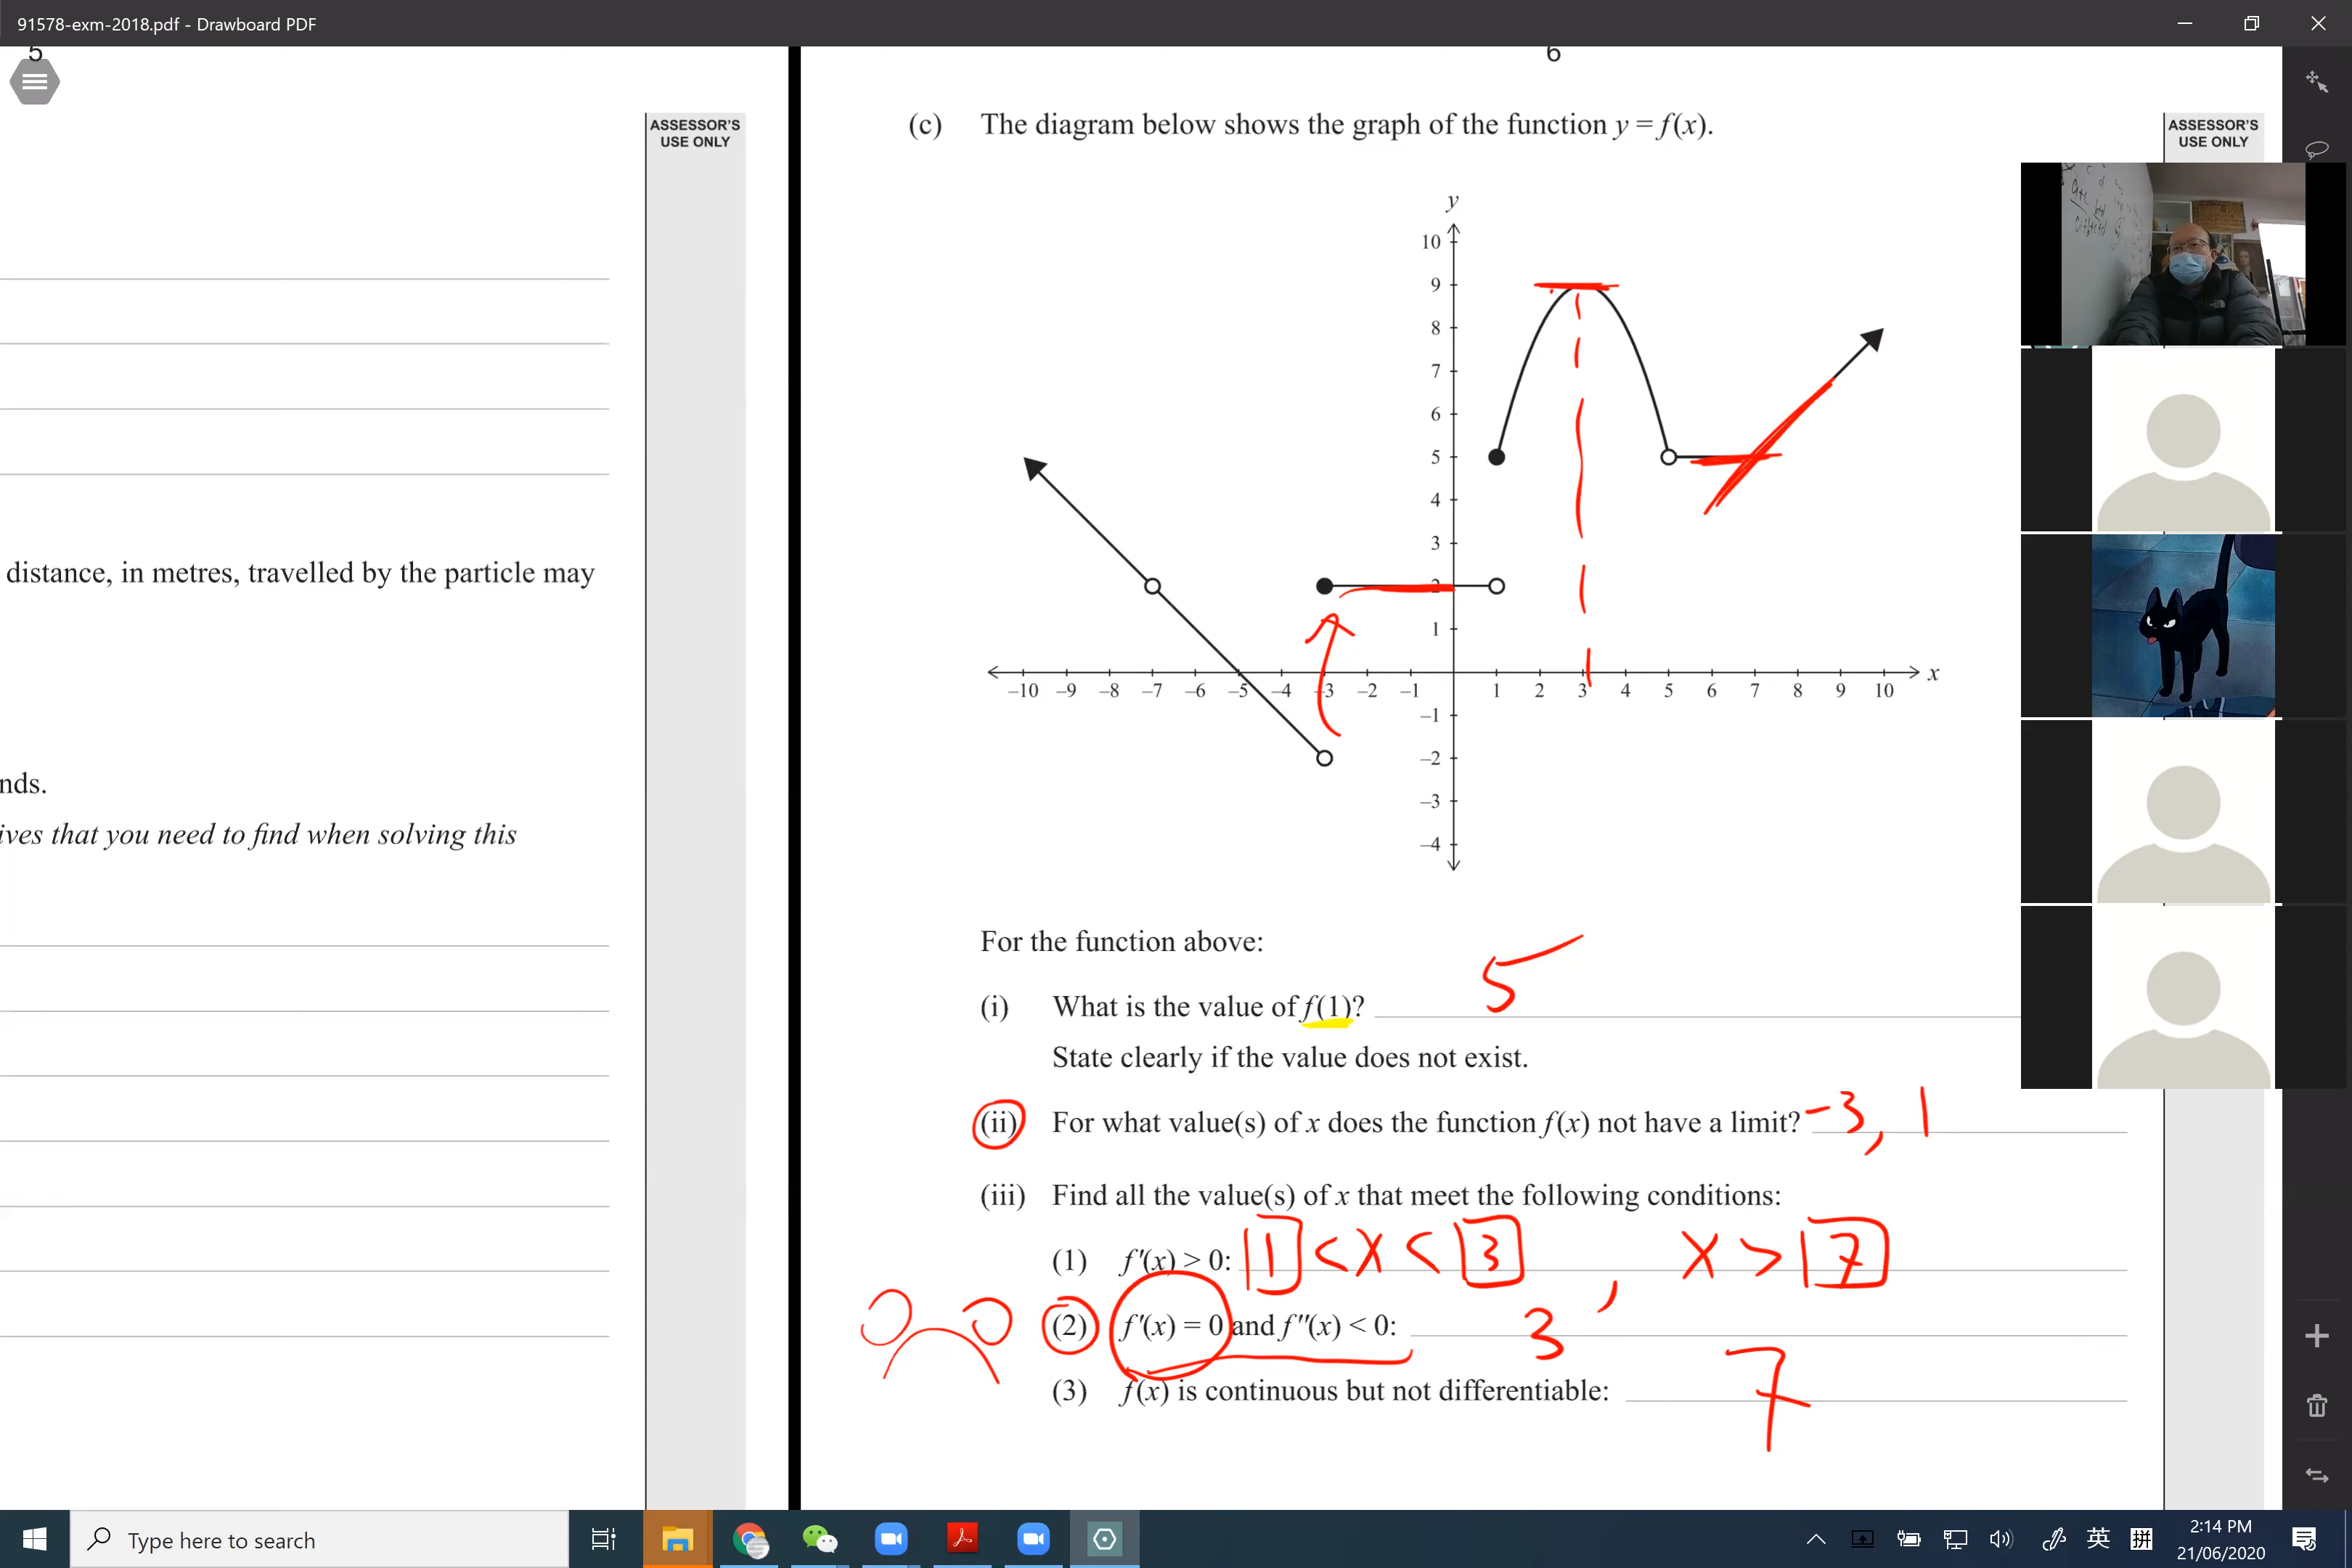 91578-exm-2018.pdf - Drawboard PDF
5
6
ASSESSOR'S
USE ONLY
distance, in metres, travelled by the particle may
nds.
ives that you need to find when solving this
(c) The diagram below shows the graph of the function y = f(x).
ASSESSOR'S
USE ONLY
y
10
9
8
7
6
5
4
3
2
1
–10 –9 –8 –7 –6 –5 –4 –3 –2 –1 1 2 3 4 5 6 7 8 9 10 x
–1
–2
–3
–4
For the function above:
(i) What is the value of f(1)? 5
State clearly if the value does not exist.
(ii) For what value(s) of x does the function f(x) not have a limit? -3, 1
(iii) Find all the value(s) of x that meet the following conditions:
(1) f′(x) > 0: 1 < x < 3 , x > 7
(2) f′(x) = 0 and f″(x) < 0: 3
(3) f(x) is continuous but not differentiable: 7
Type here to search
英 拼
2:14 PM
21/06/2020